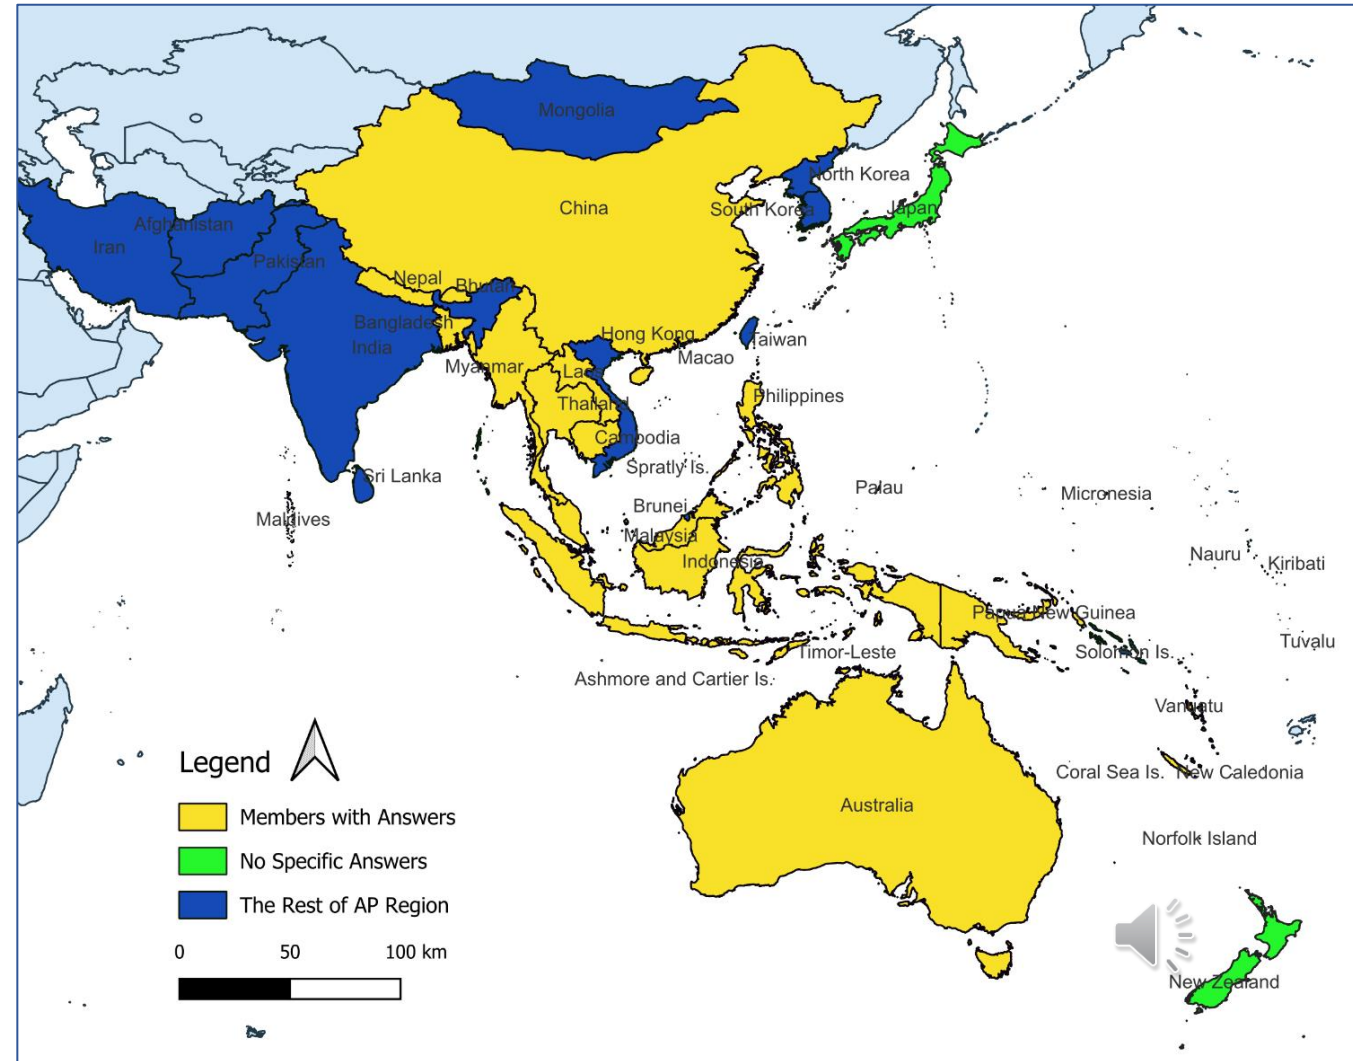 Mongolia
North Korea
China
South Korea
Japan
Afghanistan
Iran
Pakistan
Nepal
Bhutan
Bangladesh
India
Hong Kong
Macao
Taiwan
Myanmar
Laos
Thailand
Philippines
Cambodia
Spratly Is.
Sri Lanka
Palau
Micronesia
Maldives
Brunei
Malaysia
Indonesia
Nauru
Kiribati
Papua New Guinea
Timor-Leste
Solomon Is.
Tuvalu
Ashmore and Cartier Is.
Vanuatu
Coral Sea Is.
New Caledonia
Australia
Norfolk Island
New Zealand
Legend
Members with Answers
No Specific Answers
The Rest of AP Region
0 50 100 km